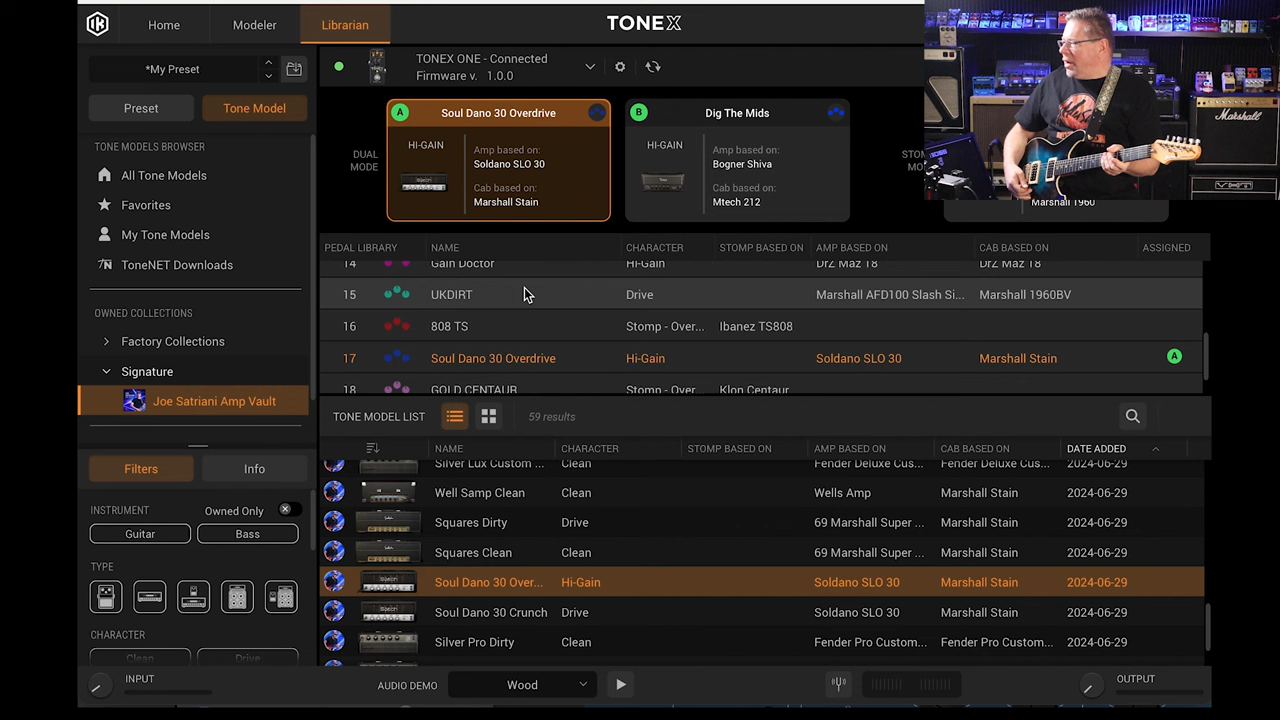 Home
Modeler
Librarian
TONEX
*My Preset
TONEX ONE - Connected
Firmware v. 1.0.0
Preset
Tone Model
TONE MODELS BROWSER
All Tone Models
Favorites
My Tone Models
ToneNET Downloads
OWNED COLLECTIONS
Factory Collections
Signature
Joe Satriani Amp Vault
Filters
Info
INSTRUMENT
Owned Only
Guitar
Bass
TYPE
CHARACTER
Clean
Drive
DUAL
MODE
A
Soul Dano 30 Overdrive
HI-GAIN
Amp based on:
Soldano SLO 30
Cab based on:
Marshall Stain
B
Dig The Mids
HI-GAIN
Amp based on:
Bogner Shiva
Cab based on:
Mtech 212
Marshall 1960
Marshall
PEDAL LIBRARY NAME CHARACTER STOMP BASED ON AMP BASED ON CAB BASED ON ASSIGNED
14 Gain Doctor Hi-Gain DrZ Maz 18 DrZ Maz 18
15 UKDIRT Drive Marshall AFD100 Slash Si... Marshall 1960BV
16 808 TS Stomp - Over... Ibanez TS808
17 Soul Dano 30 Overdrive Hi-Gain Soldano SLO 30 Marshall Stain A
18 GOLD CENTAUR Stomp - Over... Klon Centaur
TONE MODEL LIST 59 results
NAME CHARACTER STOMP BASED ON AMP BASED ON CAB BASED ON DATE ADDED
Silver Lux Custom ... Clean Fender Deluxe Cus... Fender Deluxe Cus... 2024-06-29
Well Samp Clean Clean Wells Amp Marshall Stain 2024-06-29
Squares Dirty Drive 69 Marshall Super ... Marshall Stain 2024-06-29
Squares Clean Clean 69 Marshall Super ... Marshall Stain 2024-06-29
Soul Dano 30 Over... Hi-Gain Soldano SLO 30 Marshall Stain 2024-06-29
Soul Dano 30 Crunch Drive Soldano SLO 30 Marshall Stain 2024-06-29
Silver Pro Dirty Clean Fender Pro Custom... Fender Pro Custom... 2024-06-29
INPUT
AUDIO DEMO
Wood
OUTPUT